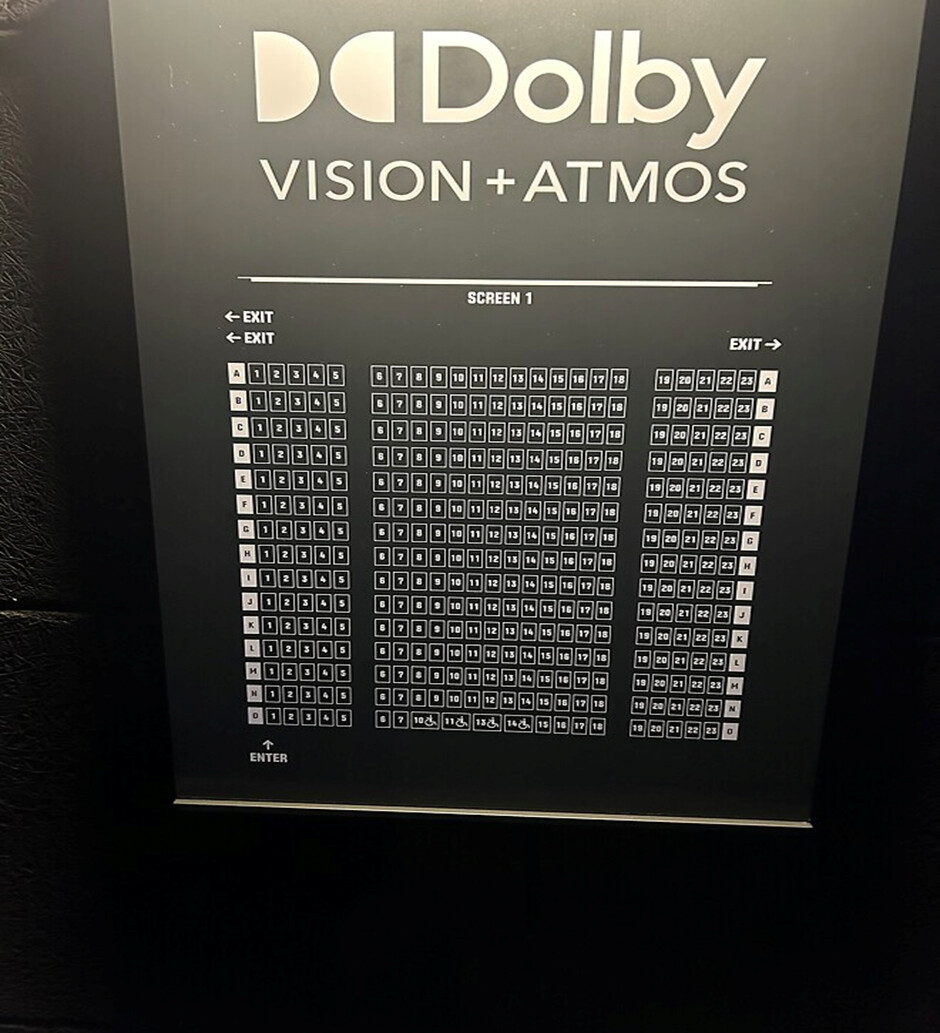 Dolby
VISION + ATMOS
SCREEN 1
← EXIT
← EXIT
EXIT →
A 1 2 3 4 5 6 7 8 9 10 11 12 13 14 15 16 17 18 19 20 21 22 23 A
B 1 2 3 4 5 6 7 8 9 10 11 12 13 14 15 16 17 18 19 20 21 22 23 B
C 1 2 3 4 5 6 7 8 9 10 11 12 13 14 15 16 17 18 19 20 21 22 23 C
D 1 2 3 4 5 6 7 8 9 10 11 12 13 14 15 16 17 18 19 20 21 22 23 D
E 1 2 3 4 5 6 7 8 9 10 11 12 13 14 15 16 17 18 19 20 21 22 23 E
F 1 2 3 4 5 6 7 8 9 10 11 12 13 14 15 16 17 18 19 20 21 22 23 F
G 1 2 3 4 5 6 7 8 9 10 11 12 13 14 15 16 17 18 19 20 21 22 23 G
H 1 2 3 4 5 6 7 8 9 10 11 12 13 14 15 16 17 18 19 20 21 22 23 H
I 1 2 3 4 5 6 7 8 9 10 11 12 13 14 15 16 17 18 19 20 21 22 23 I
J 1 2 3 4 5 6 7 8 9 10 11 12 13 14 15 16 17 18 19 20 21 22 23 J
K 1 2 3 4 5 6 7 8 9 10 11 12 13 14 15 16 17 18 19 20 21 22 23 K
L 1 2 3 4 5 6 7 8 9 10 11 12 13 14 15 16 17 18 19 20 21 22 23 L
M 1 2 3 4 5 6 7 8 9 10 11 12 13 14 15 16 17 18 19 20 21 22 23 M
N 1 2 3 4 5 6 7 8 9 10 11 12 13 14 15 16 17 18 19 20 21 22 23 N
O 1 2 3 4 5 6 7 10 11 13 14 15 16 17 18 19 20 21 22 23 O
↑
ENTER